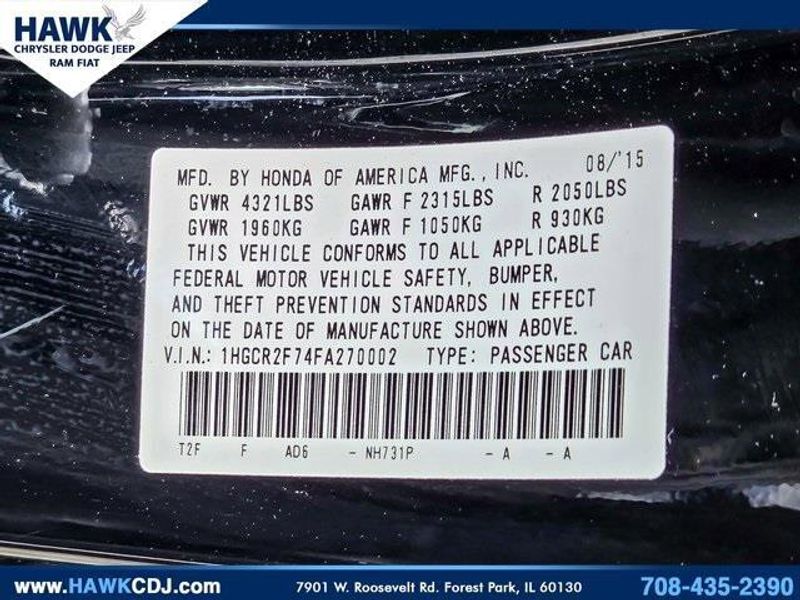 HAWK
CHRYSLER DODGE JEEP
RAM FIAT
MFD. BY HONDA OF AMERICA MFG., INC. 08/'15
GVWR 4321LBS GAWR F 2315LBS R 2050LBS
GVWR 1960KG GAWR F 1050KG R 930KG
THIS VEHICLE CONFORMS TO ALL APPLICABLE
FEDERAL MOTOR VEHICLE SAFETY, BUMPER,
AND THEFT PREVENTION STANDARDS IN EFFECT
ON THE DATE OF MANUFACTURE SHOWN ABOVE.
V.I.N.: 1HGCR2F74FA270002 TYPE: PASSENGER CAR
T2F F AD6 - NH731P - A - A
www.HAWKCDJ.com 7901 W. Roosevelt Rd. Forest Park, IL 60130 708-435-2390